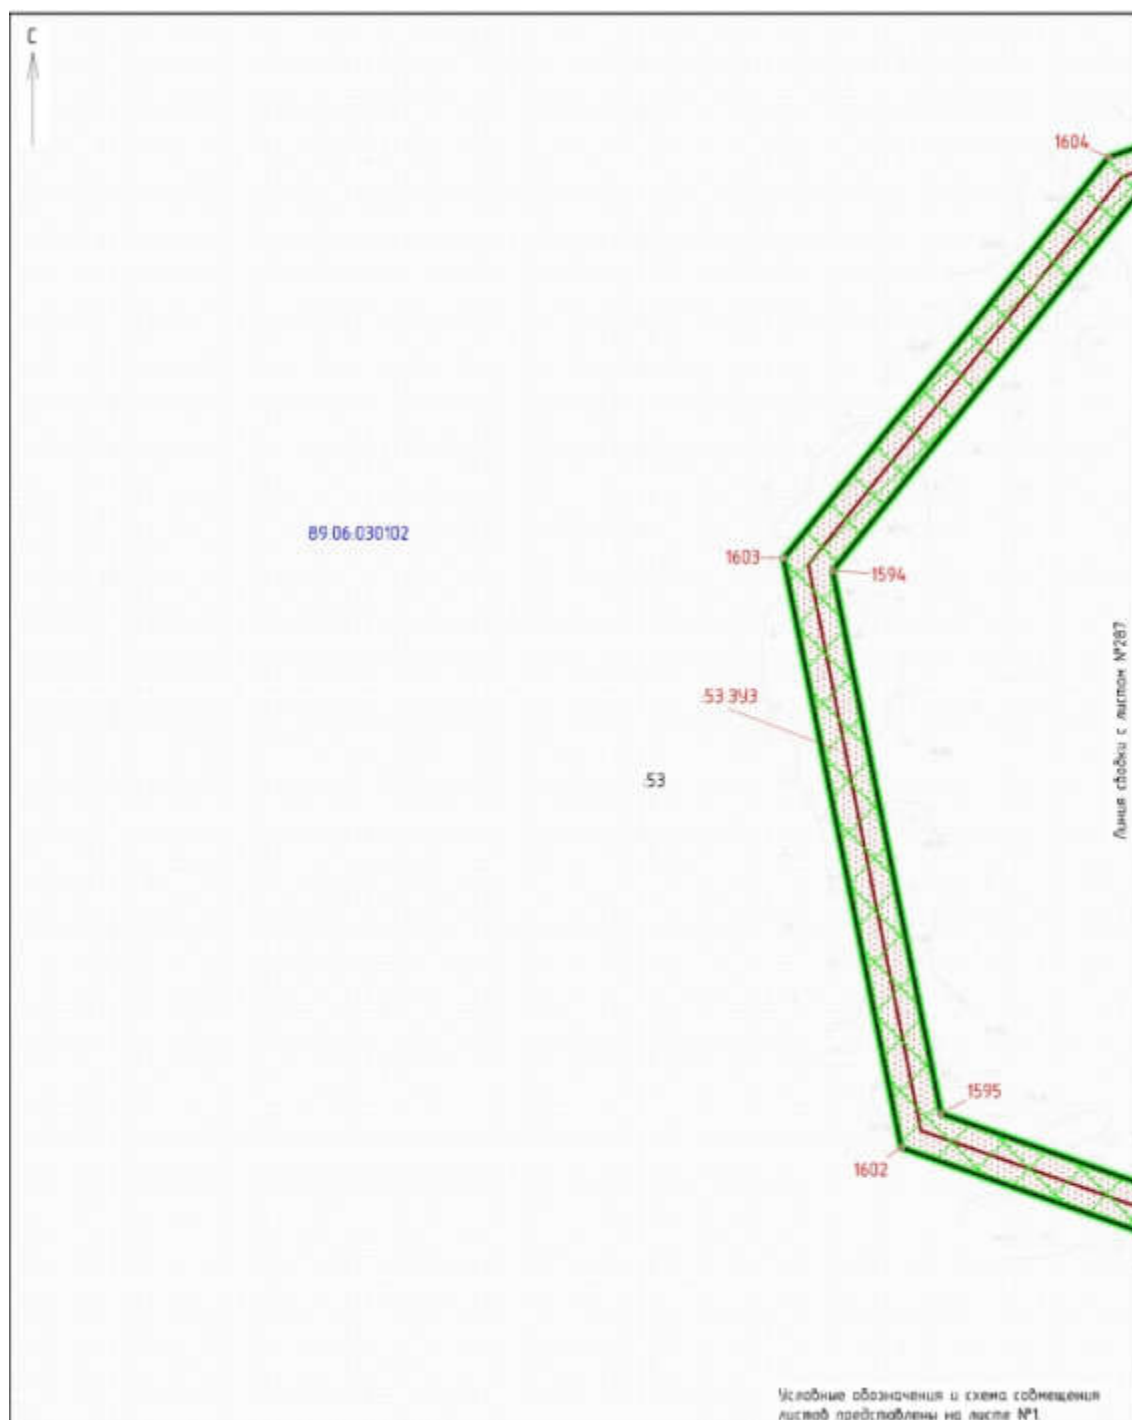 С
1604
89:06:030102
1603
1594
Линия сводки с листом №287
:53:ЗУ3
:53
1595
1602
Условные обозначения и схема совмещения
листов представлены на листе №1